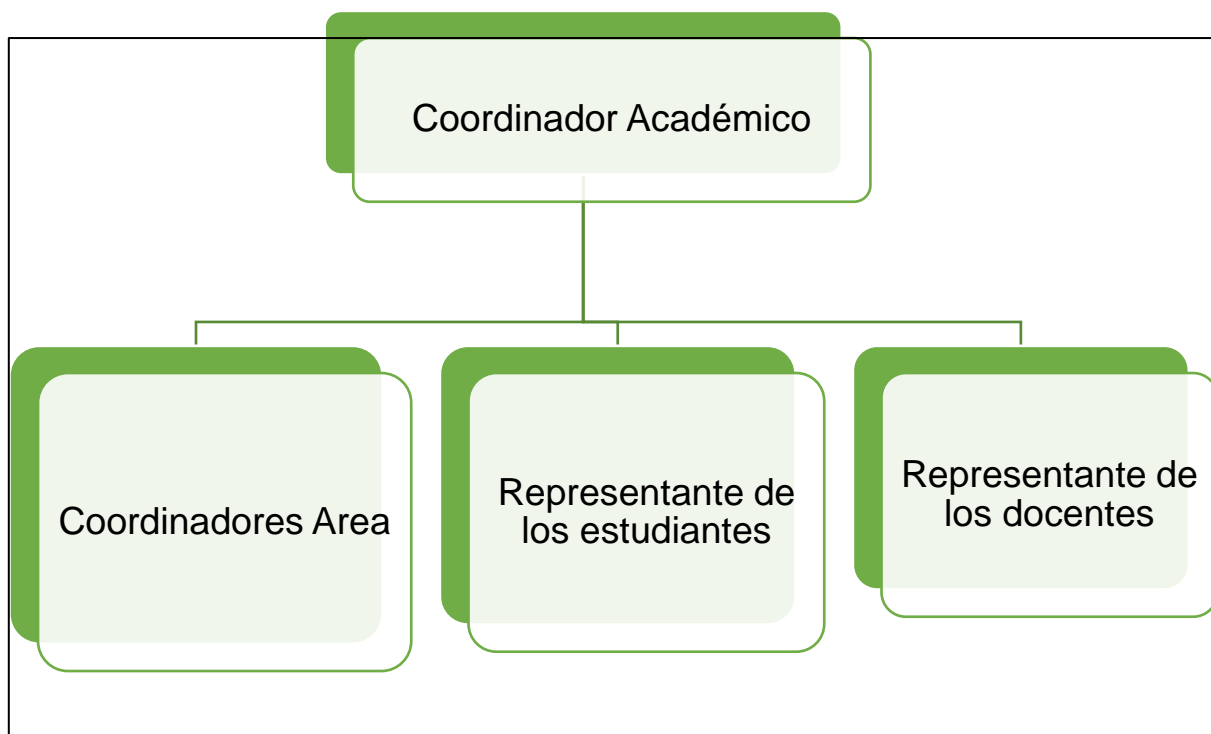 Coordinador Académico
Coordinadores Area
Representante de
los estudiantes
Representante de
los docentes